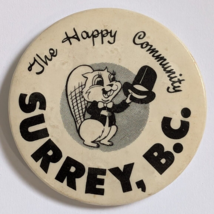 The Happy Community
SURREY, B.C.